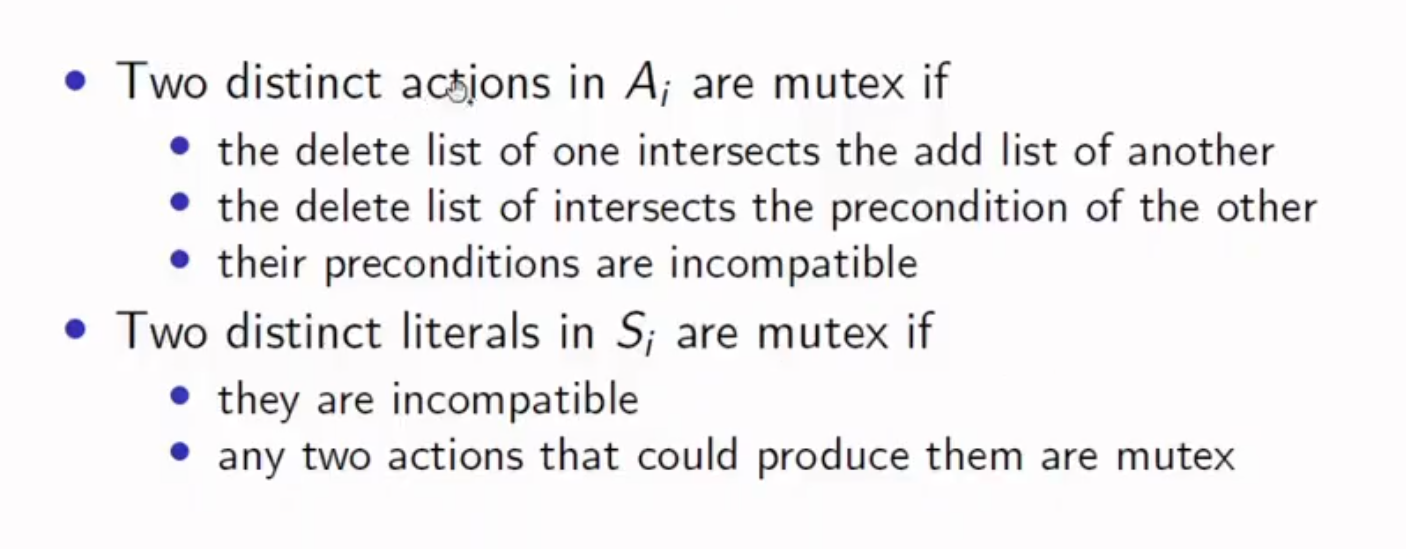 • Two distinct actions in Aᵢ are mutex if
• the delete list of one intersects the add list of another
• the delete list of intersects the precondition of the other
• their preconditions are incompatible
• Two distinct literals in Sᵢ are mutex if
• they are incompatible
• any two actions that could produce them are mutex